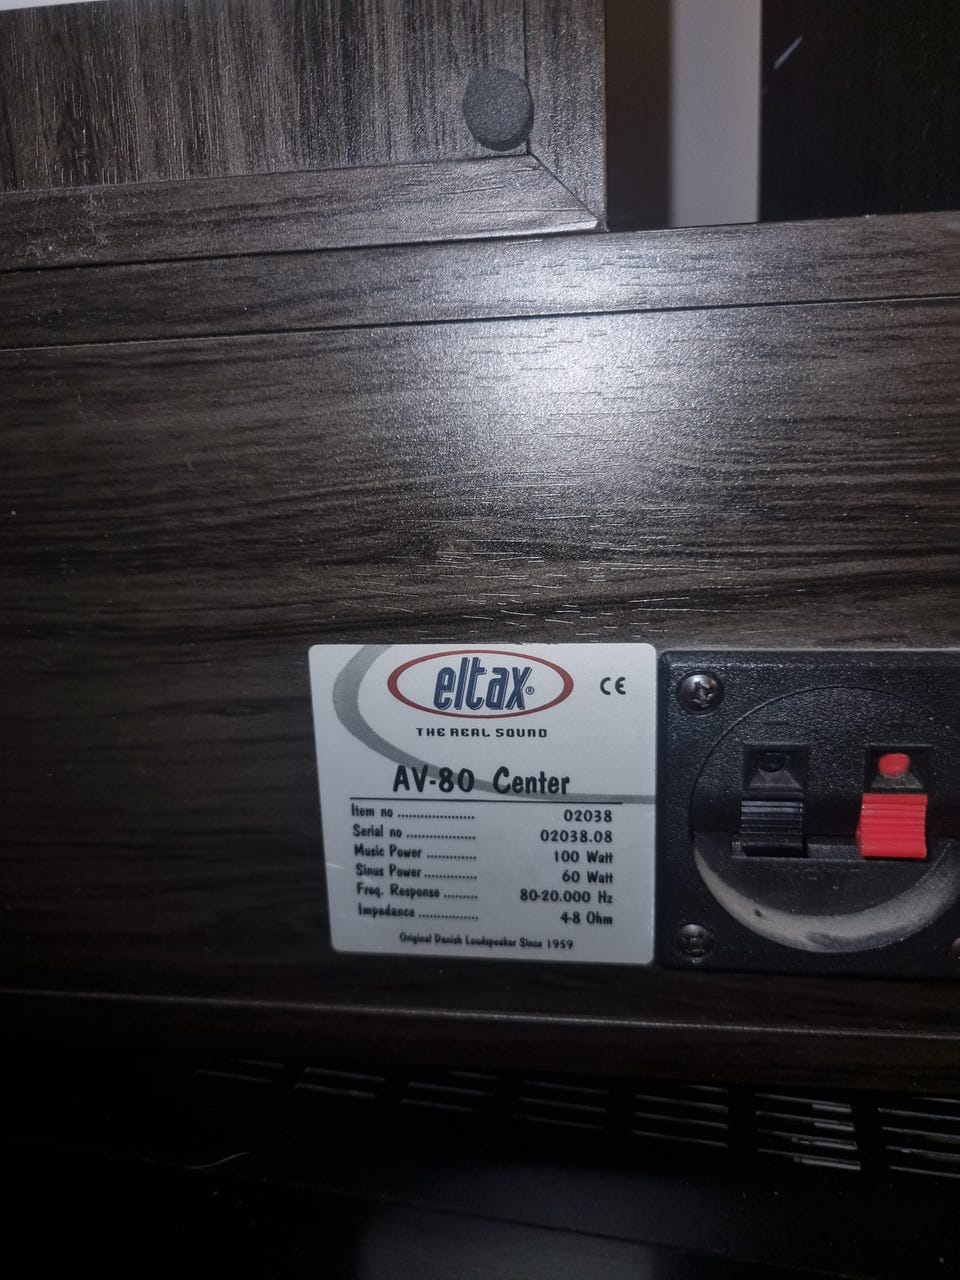 eltax®
CE
THE REAL SOUND
AV-80 Center
Item no .................... 02038
Serial no .................. 02038.08
Music Power ............. 100 Watt
Sinus Power .............. 60 Watt
Freq. Response ......... 80-20.000 Hz
Impedance ................ 4-8 Ohm
Original Danish Loudspeaker Since 1959
INPUT